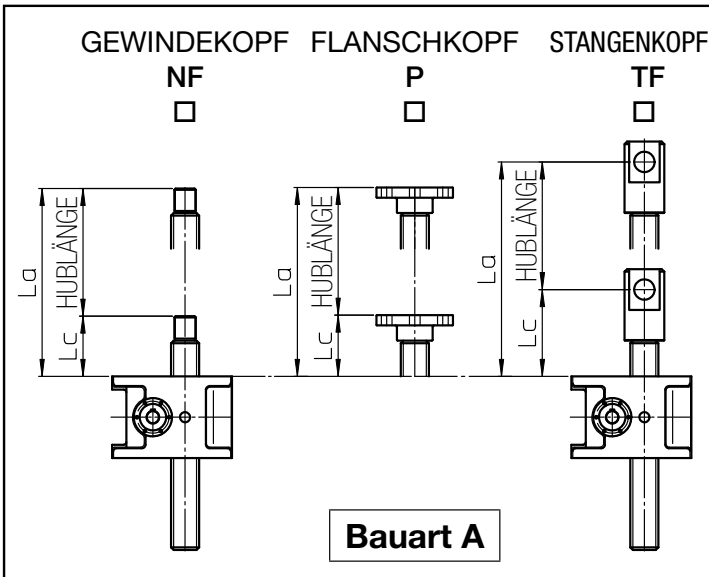 GEWINDEKOPF FLANSCHKOPF STANGENKOPF
NF P TF
La HUBLÄNGE Lc
La HUBLÄNGE Lc
La HUBLÄNGE Lc
Bauart A